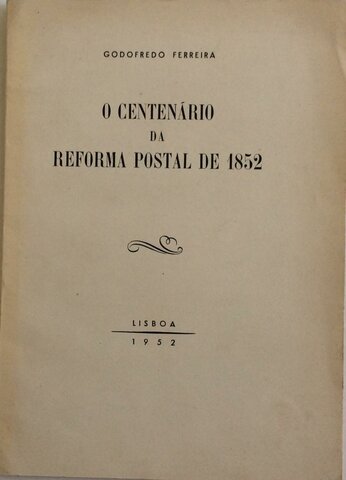 GODOFREDO FERREIRA
O CENTENÁRIO
DA
REFORMA POSTAL DE 1852
LISBOA
1952